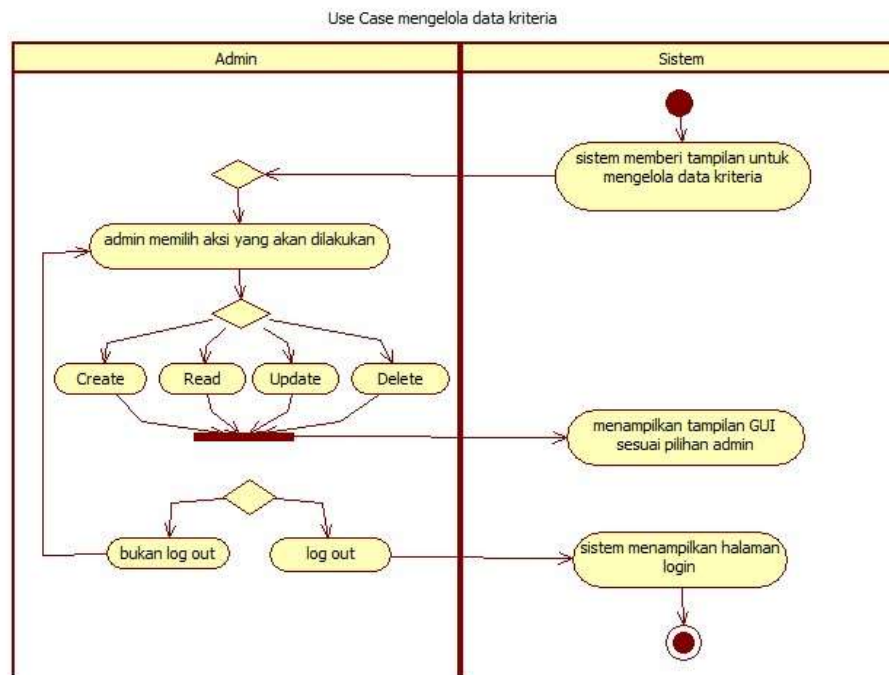 Use Case mengelola data kriteria
Admin
Sistem
sistem memberi tampilan untuk
mengelola data kriteria
admin memilih aksi yang akan dilakukan
Create
Read
Update
Delete
menampilkan tampilan GUI
sesuai pilihan admin
bukan log out
log out
sistem menampilkan halaman
login